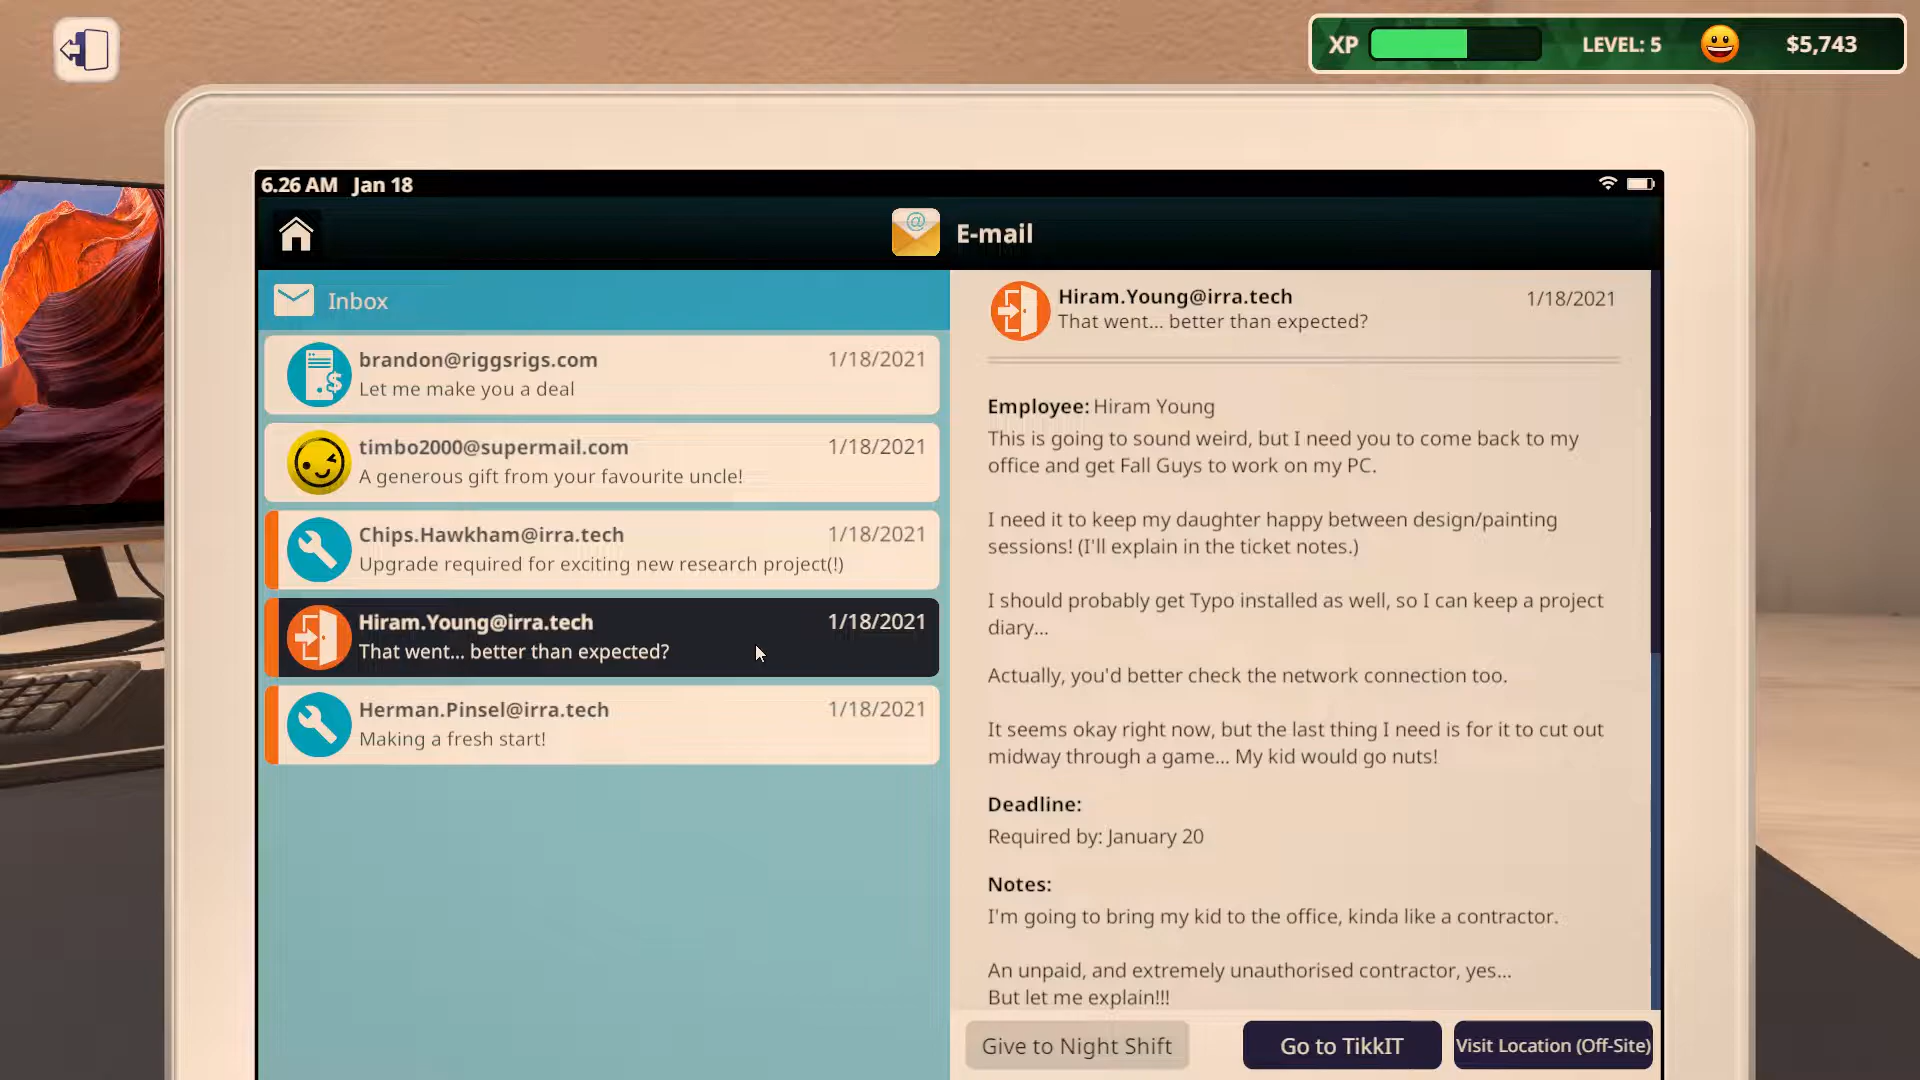 XP
LEVEL: 5
$5,743
6.26 AM Jan 18
E-mail
Inbox
brandon@riggsrigs.com
1/18/2021
Let me make you a deal
timbo2000@supermail.com
1/18/2021
A generous gift from your favourite uncle!
Chips.Hawkham@irra.tech
1/18/2021
Upgrade required for exciting new research project(!)
Hiram.Young@irra.tech
1/18/2021
That went... better than expected?
Herman.Pinsel@irra.tech
1/18/2021
Making a fresh start!
Hiram.Young@irra.tech
1/18/2021
That went... better than expected?
Employee: Hiram Young
This is going to sound weird, but I need you to come back to my
office and get Fall Guys to work on my PC.
I need it to keep my daughter happy between design/painting
sessions! (I'll explain in the ticket notes.)
I should probably get Typo installed as well, so I can keep a project
diary...
Actually, you'd better check the network connection too.
It seems okay right now, but the last thing I need is for it to cut out
midway through a game... My kid would go nuts!
Deadline:
Required by: January 20
Notes:
I'm going to bring my kid to the office, kinda like a contractor.
An unpaid, and extremely unauthorised contractor, yes...
But let me explain!!!
Give to Night Shift
Go to TikkIT
Visit Location (Off-Site)